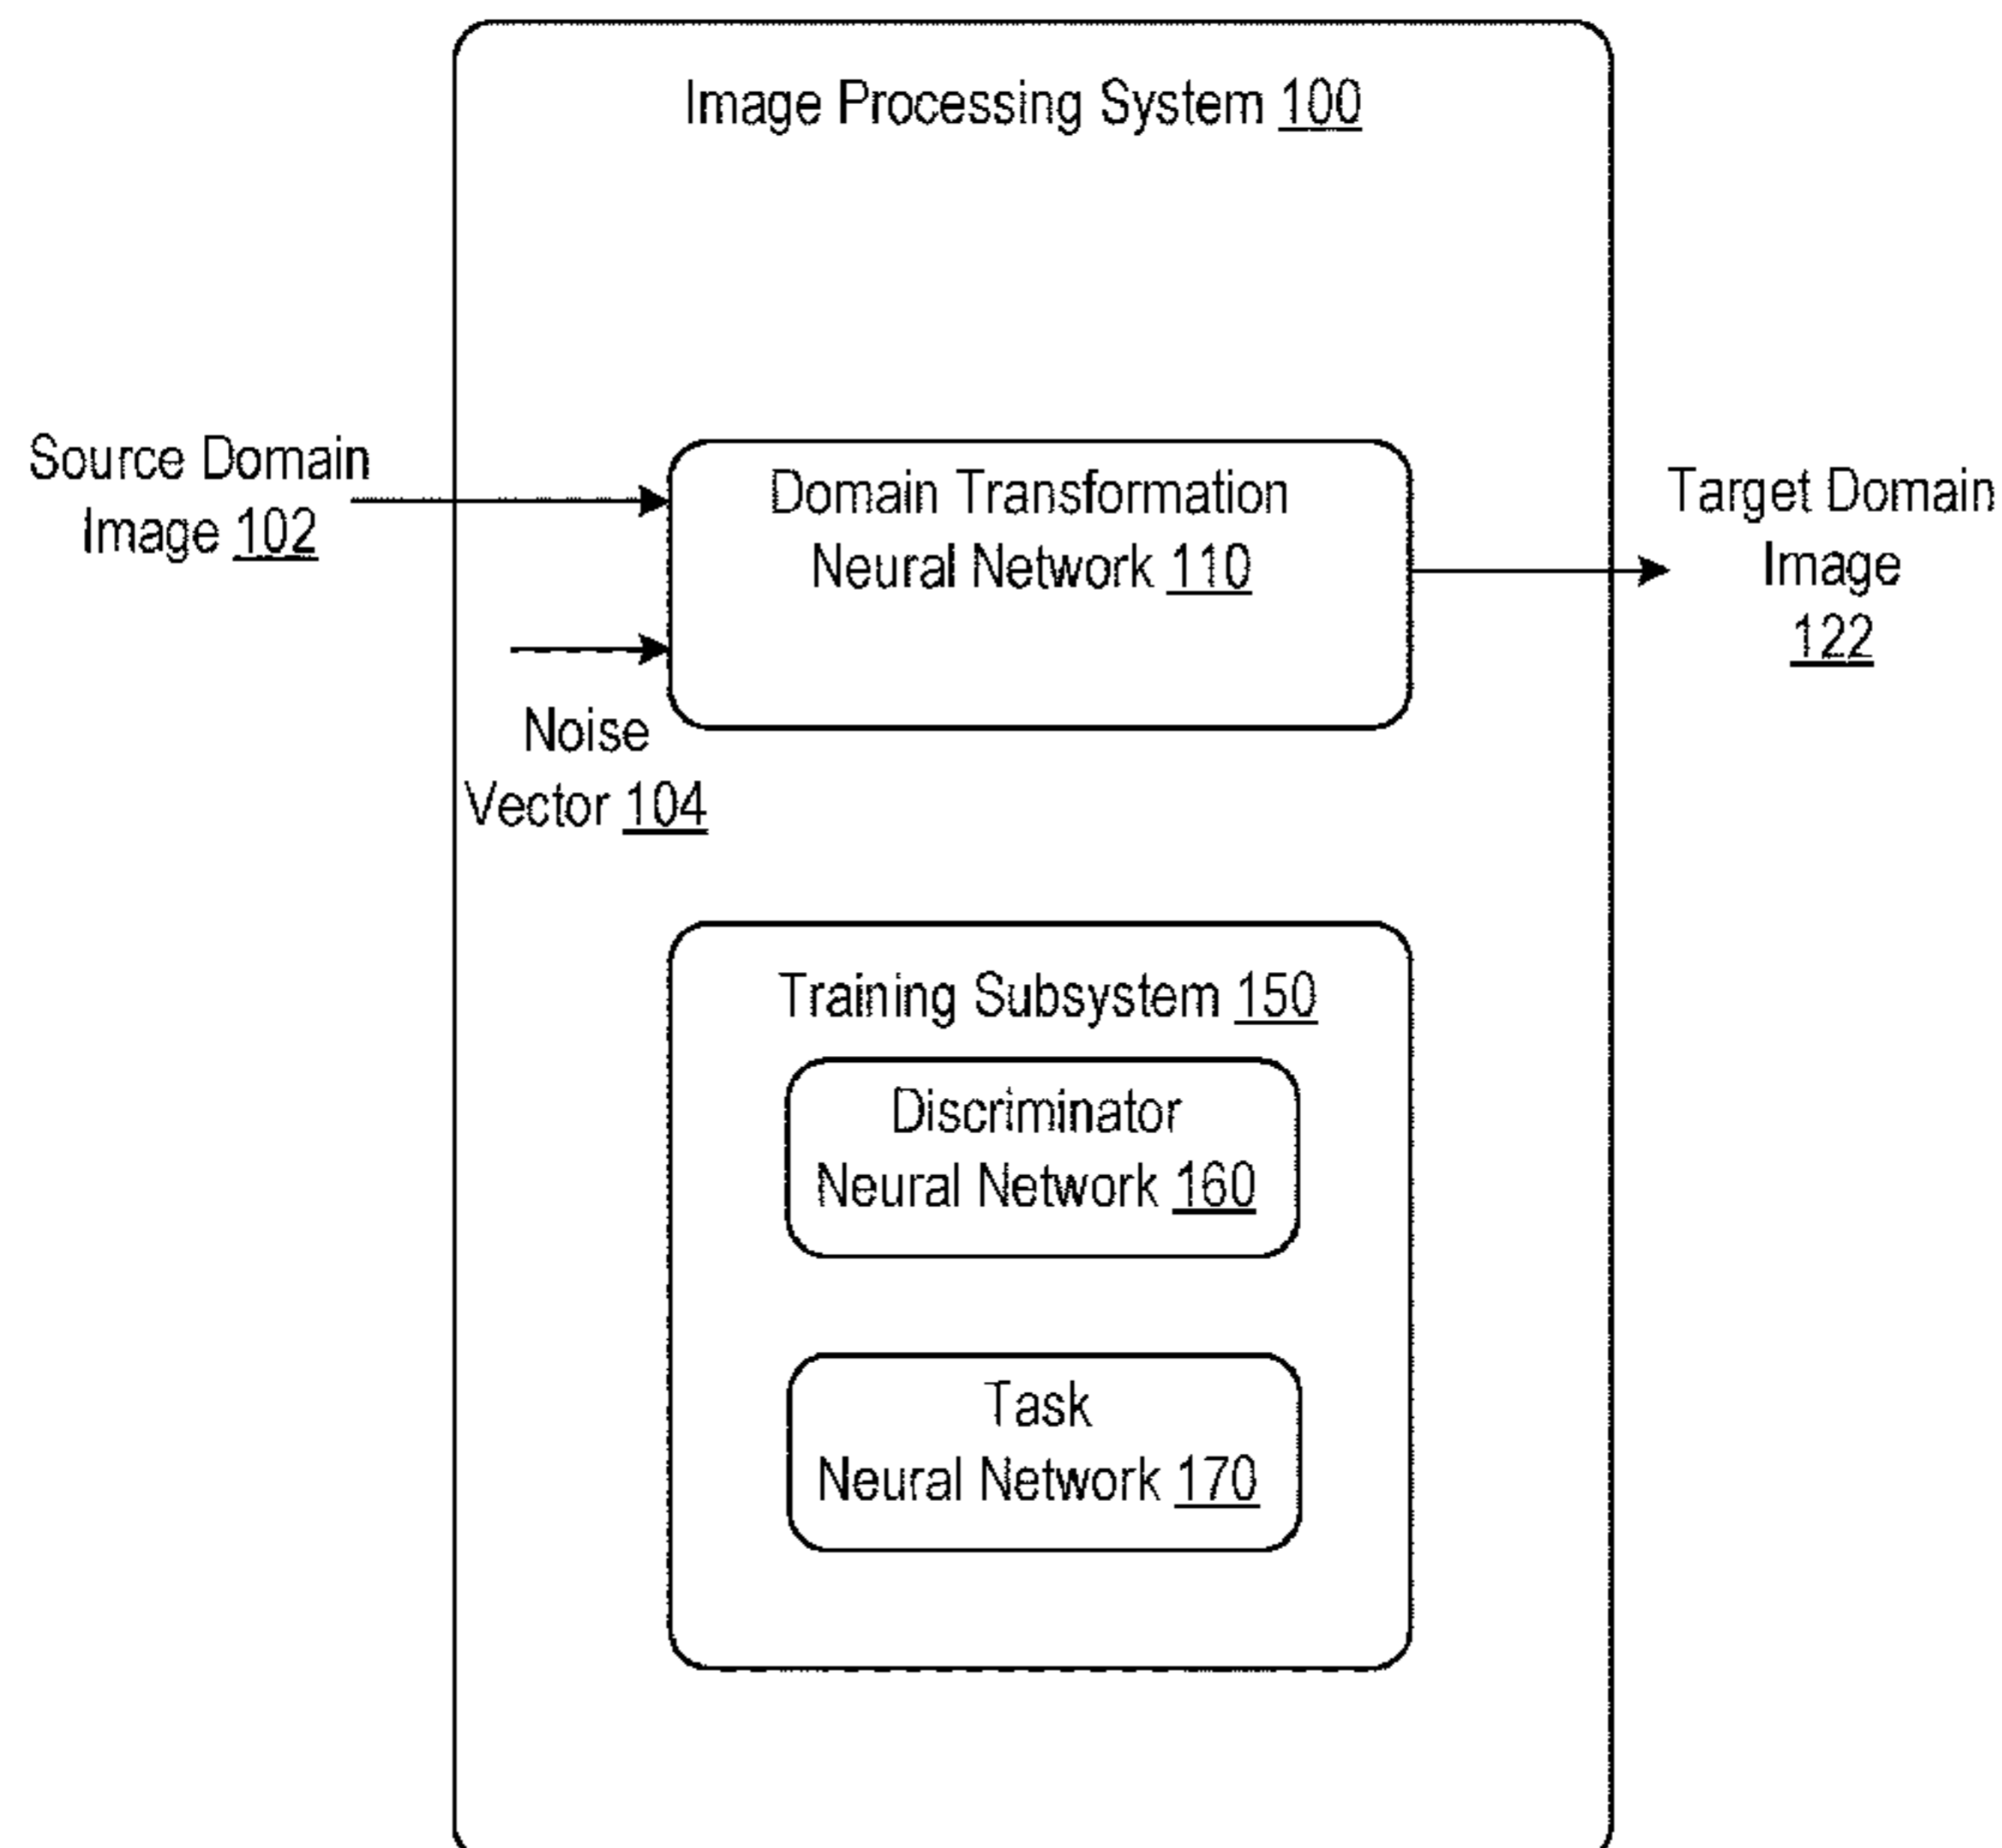 Image Processing System 100
Source Domain
Image 102
Domain Transformation
Neural Network 110
Target Domain
Image
122
Noise
Vector 104
Training Subsystem 150
Discriminator
Neural Network 160
Task
Neural Network 170